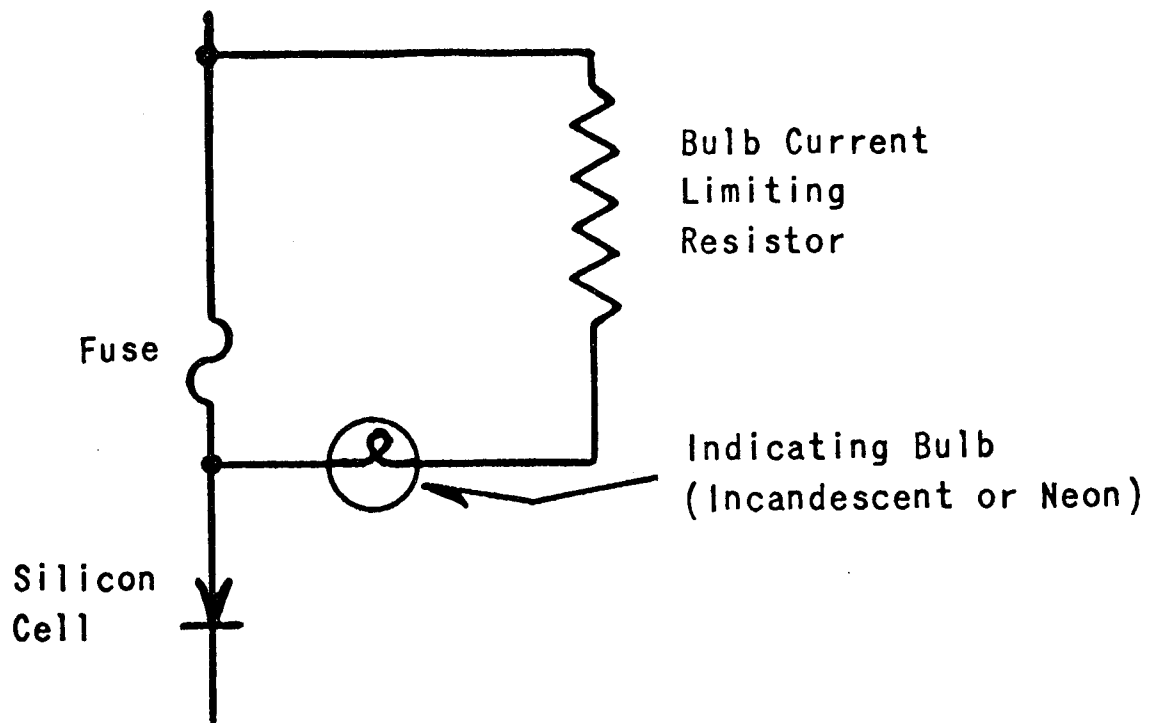 Bulb Current
Limiting
Resistor
Fuse
Indicating Bulb
(Incandescent or Neon)
Silicon
Cell